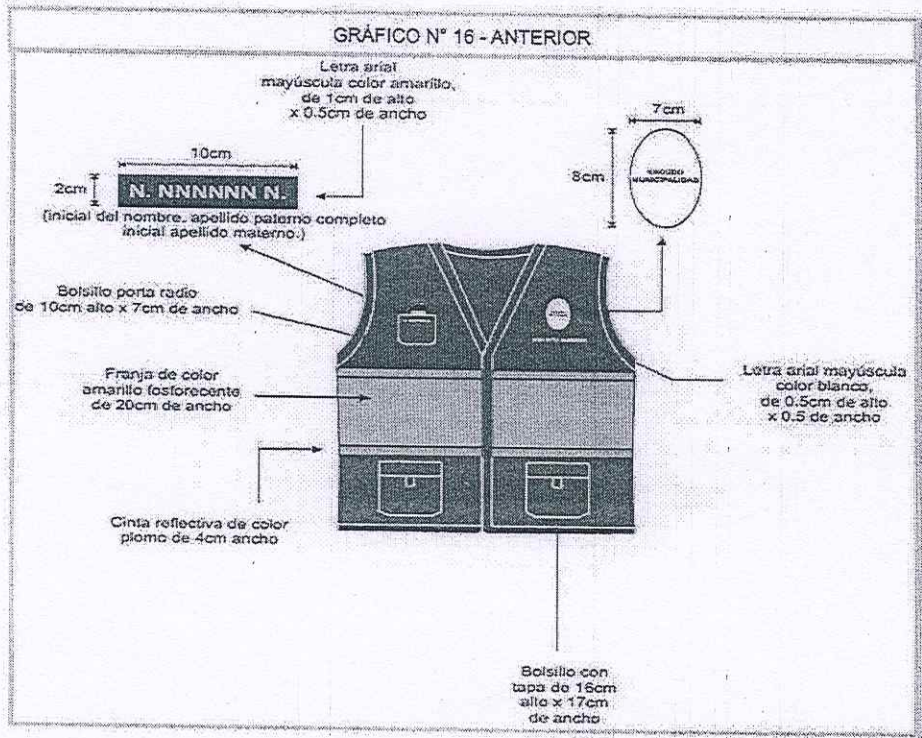 GRÁFICO N° 16 - ANTERIOR
Letra arial
mayúscula color amarillo,
de 1cm de alto
x 0.5cm de ancho
10cm
2cm
N. NNNNNN N.
(inicial del nombre, apellido paterno completo
inicial apellido materno.)
7cm
8cm
ESCUDO
MUNICIPALIDAD
Bolsillo porta radio
de 10cm alto x 7cm de ancho
Franja de color
amarillo fosforecente
de 20cm de ancho
Letra arial mayúscula
color blanco,
de 0.5cm de alto
x 0.5 de ancho
Cinta reflectiva de color
plomo de 4cm ancho
Bolsillo con
tapa de 16cm
alto x 17cm
de ancho